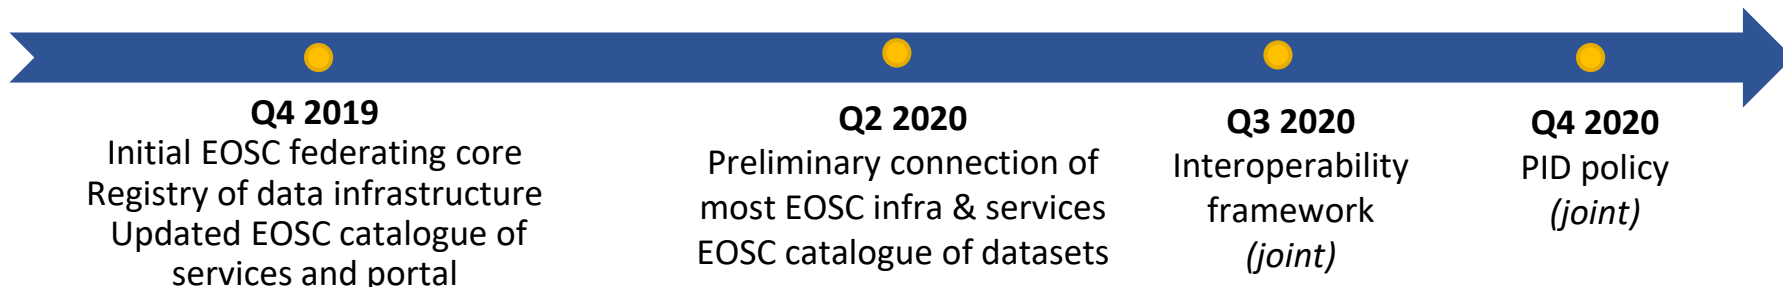 Q4 2019
Initial EOSC federating core
Registry of data infrastructure
Updated EOSC catalogue of
services and portal
Q2 2020
Preliminary connection of
most EOSC infra & services
EOSC catalogue of datasets
Q3 2020
Interoperability
framework
(joint)
Q4 2020
PID policy
(joint)